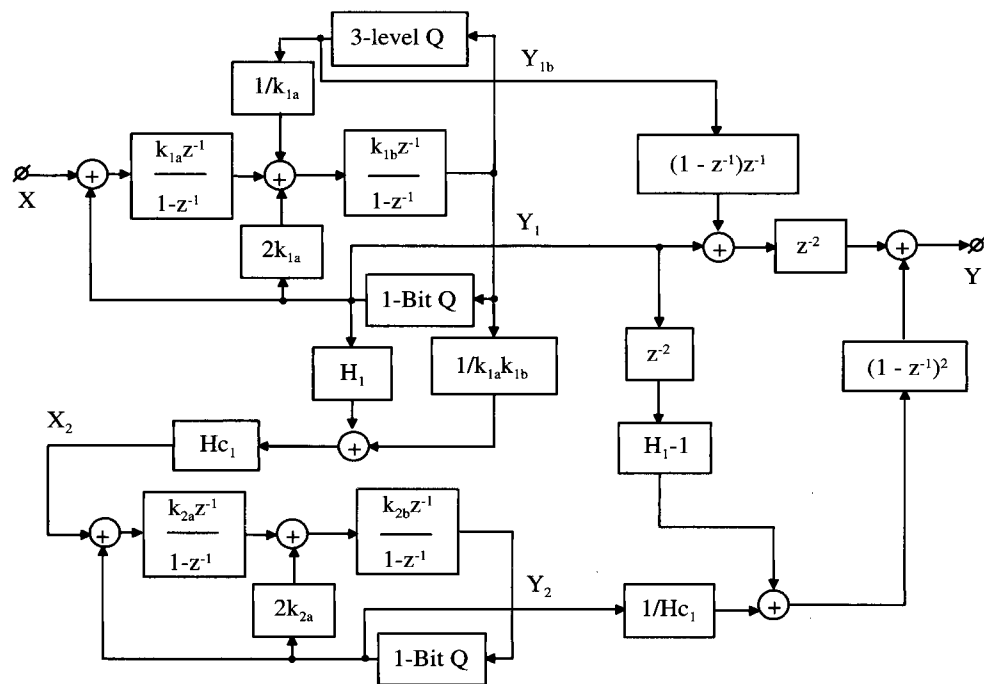 3-level Q
Y₁b
1/k₁a
k₁az⁻¹
1-z⁻¹
k₁bz⁻¹
1-z⁻¹
(1 - z⁻¹)z⁻¹
X
2k₁a
Y₁
z⁻²
Y
1-Bit Q
H₁
1/k₁ak₁b
z⁻²
(1 - z⁻¹)²
X₂
Hc₁
H₁-1
k₂az⁻¹
1-z⁻¹
k₂bz⁻¹
1-z⁻¹
2k₂a
Y₂
1/Hc₁
1-Bit Q